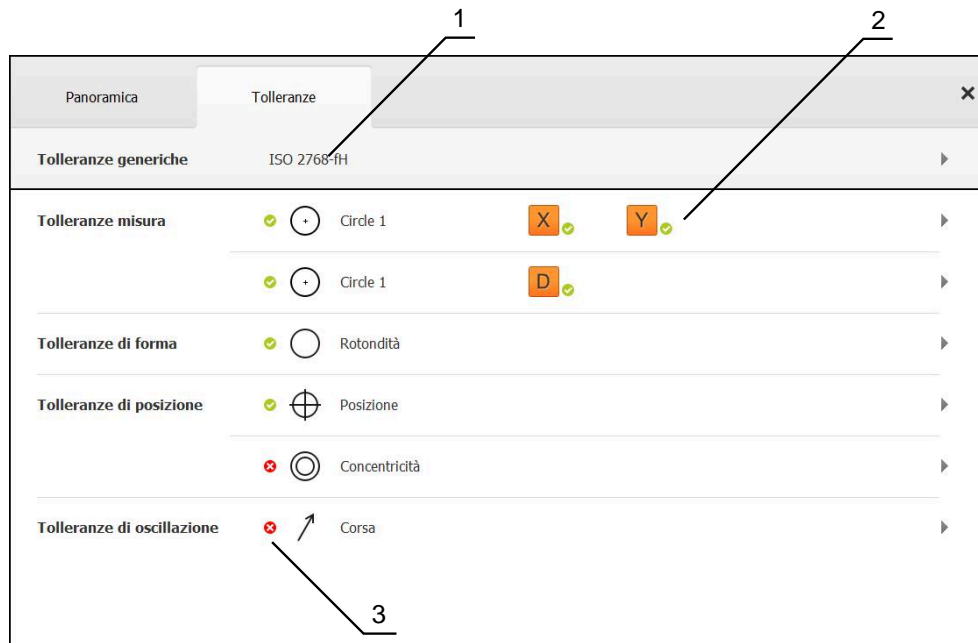 1 2
Panoramica Tolleranze ×
Tolleranze generiche ISO 2768-fH
Tolleranze misura Circle 1 X Y
Circle 1 D
Tolleranze di forma Rotondità
Tolleranze di posizione Posizione
Concentricità
Tolleranze di oscillazione Corsa
3